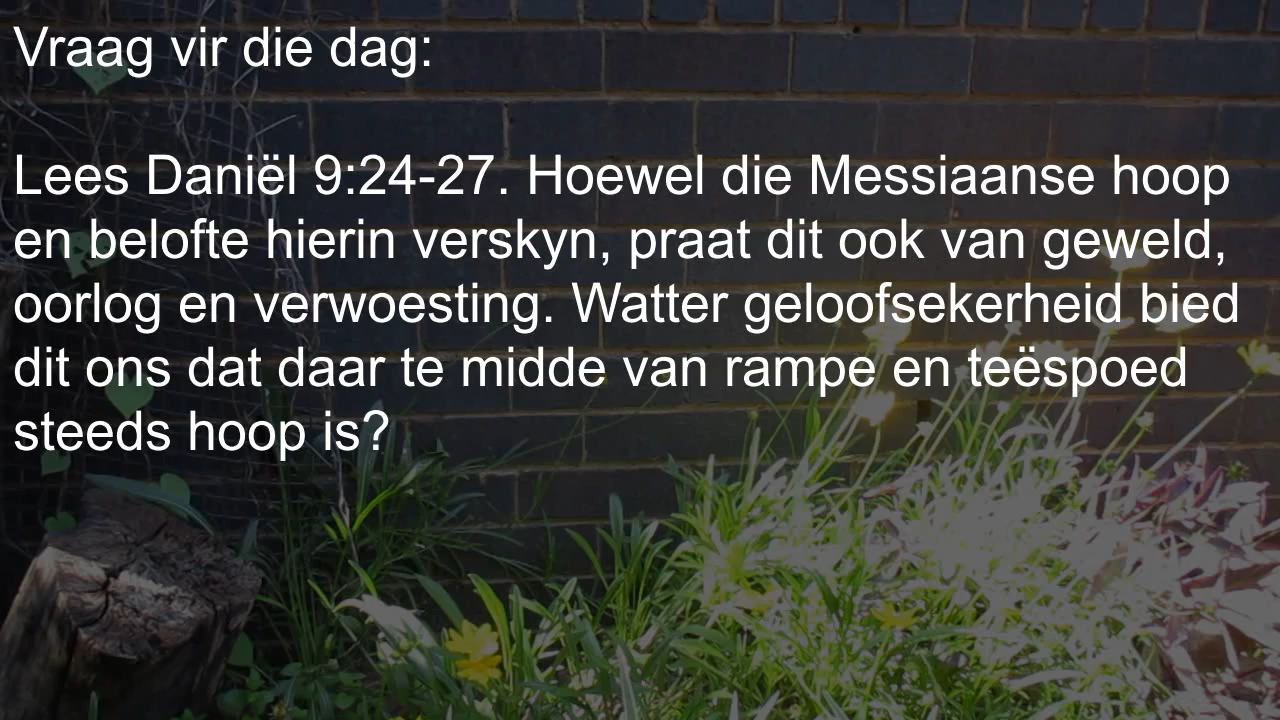 Vraag vir die dag:
Lees Daniël 9:24-27. Hoewel die Messiaanse hoop
en belofte hierin verskyn, praat dit ook van geweld,
oorlog en verwoesting. Watter geloofsekerheid bied
dit ons dat daar te midde van rampe en teëspoed
steeds hoop is?